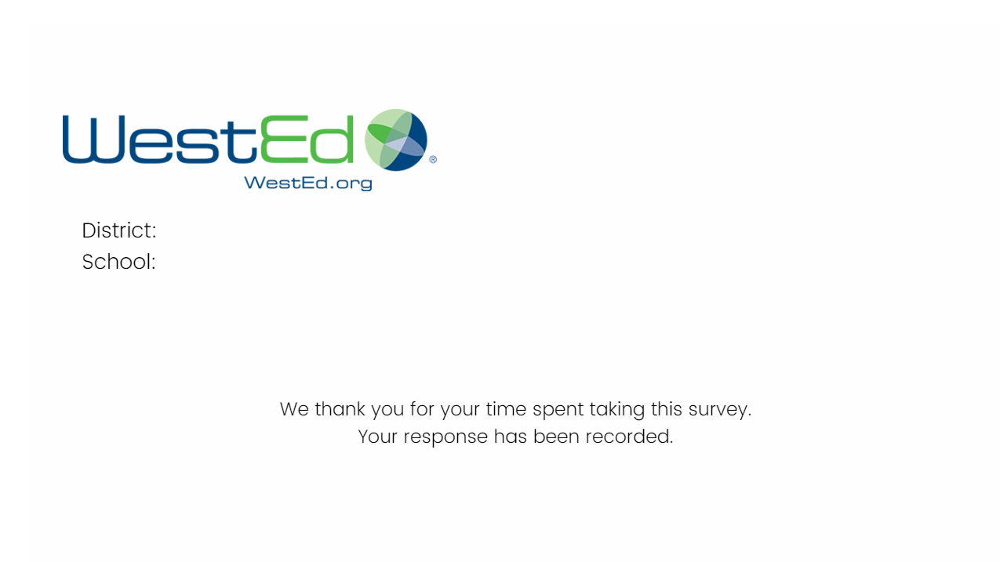 WestEd ®
WestEd.org
District:
School:
We thank you for your time spent taking this survey.
Your response has been recorded.